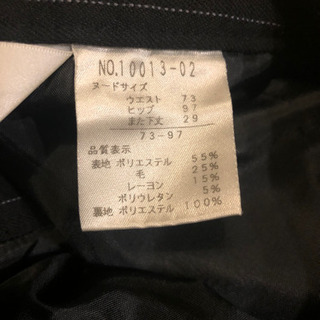 NO.10013-02
ヌードサイズ
ウエスト 73
ヒップ 97
また下丈 29
73-97
品質表示
表地 ポリエステル 55%
毛 25%
レーヨン 15%
ポリウレタン 5%
裏地 ポリエステル 100%